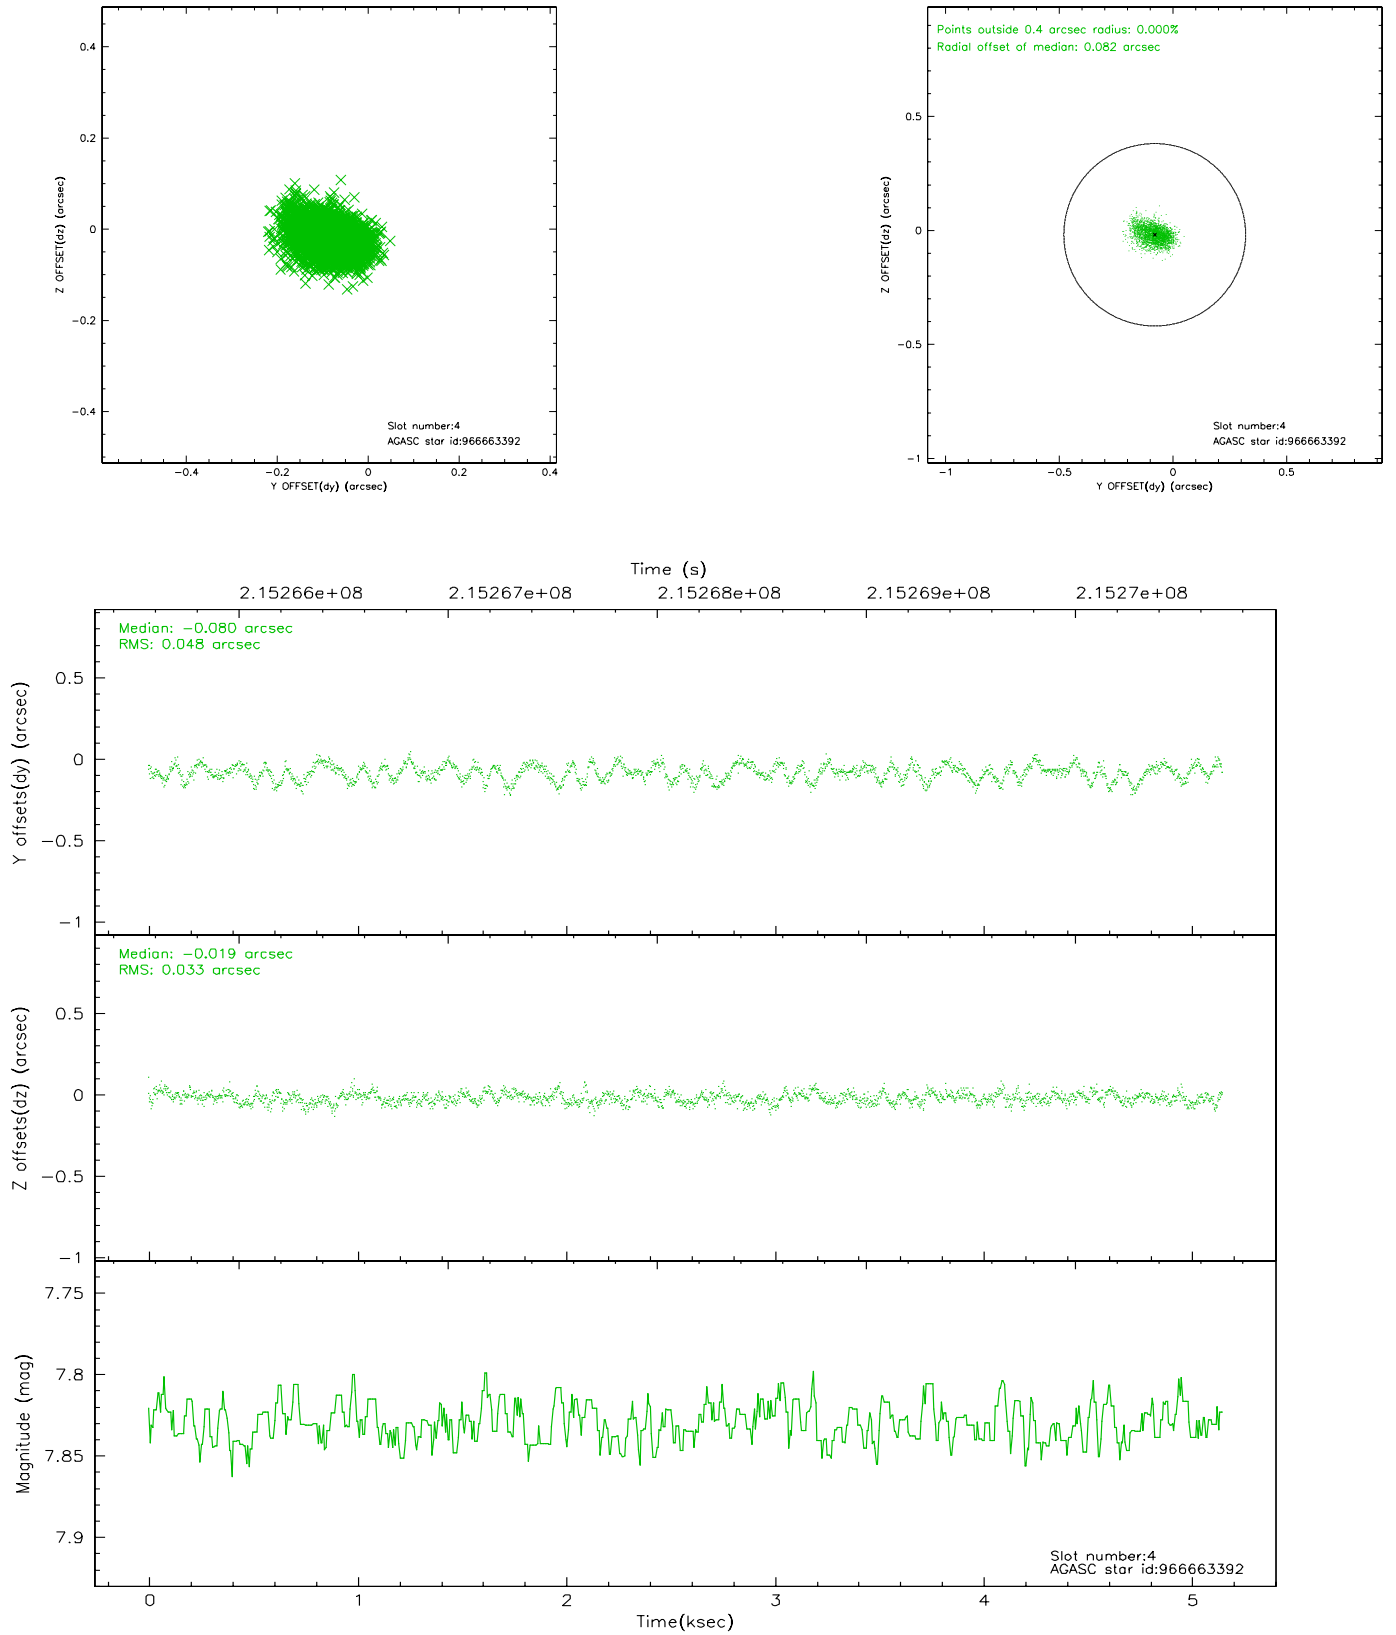 0.4
0.2
0
−0.2
−0.4
Z OFFSET(dz) (arcsec)
Slot number:4
AGASC star id:966663392
−0.4
−0.2
0
0.2
0.4
Y OFFSET(dy) (arcsec)
Points outside 0.4 arcsec radius: 0.000%
Radial offset of median: 0.082 arcsec
0.5
0
−0.5
−1
Z OFFSET(dz) (arcsec)
Slot number:4
AGASC star id:966663392
−1
−0.5
0
0.5
Y OFFSET(dy) (arcsec)
Time (s)
2.15266e+08
2.15267e+08
2.15268e+08
2.15269e+08
2.1527e+08
Median: −0.080 arcsec
RMS: 0.048 arcsec
0.5
0
−0.5
−1
Y offsets(dy) (arcsec)
Median: −0.019 arcsec
RMS: 0.033 arcsec
0.5
0
−0.5
−1
Z offsets(dz) (arcsec)
7.75
7.8
7.85
7.9
Magnitude (mag)
Slot number:4
AGASC star id:966663392
0
1
2
3
4
5
Time(ksec)